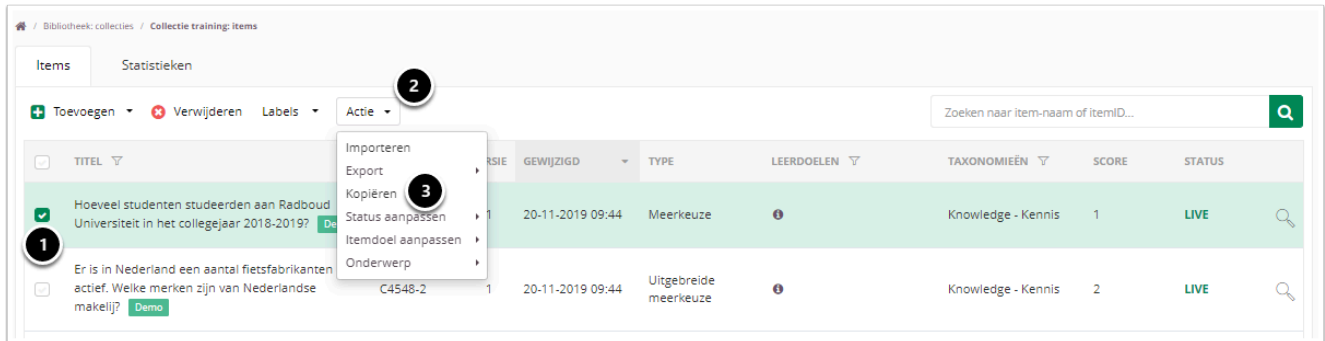 / Bibliotheek: collecties / Collectie training: items
Items Statistieken
2
Toevoegen Verwijderen Labels Actie Zoeken naar item-naam of itemID...
TITEL RSIE GEWIJZIGD TYPE LEERDOELEN TAXONOMIEËN SCORE STATUS
Importeren
Export
Kopiëren 3
Status aanpassen
Itemdoel aanpassen
Onderwerp
Hoeveel studenten studeerden aan Radboud
Universiteit in het collegejaar 2018-2019? De 1 20-11-2019 09:44 Meerkeuze Knowledge - Kennis 1 LIVE
1
Er is in Nederland een aantal fietsfabrikanten
actief. Welke merken zijn van Nederlandse C4548-2 1 20-11-2019 09:44 Uitgebreide Knowledge - Kennis 2 LIVE
makelij? Demo meerkeuze